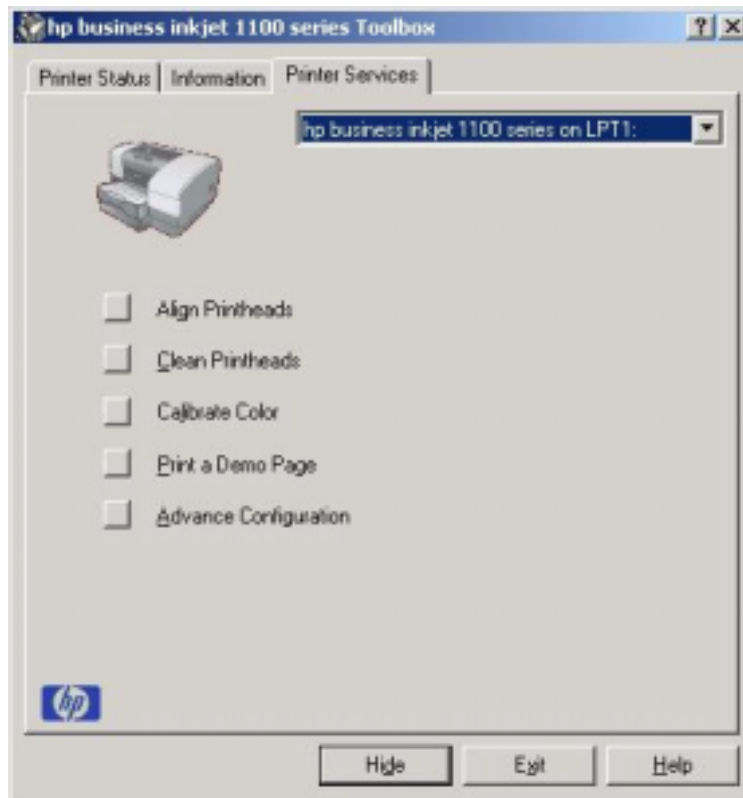 hp business inkjet 1100 series Toolbox
Printer Status Information Printer Services
hp business inkjet 1100 series on LPT1:
Align Printheads
Clean Printheads
Calibrate Color
Print a Demo Page
Advance Configuration
hp
Hide Exit Help